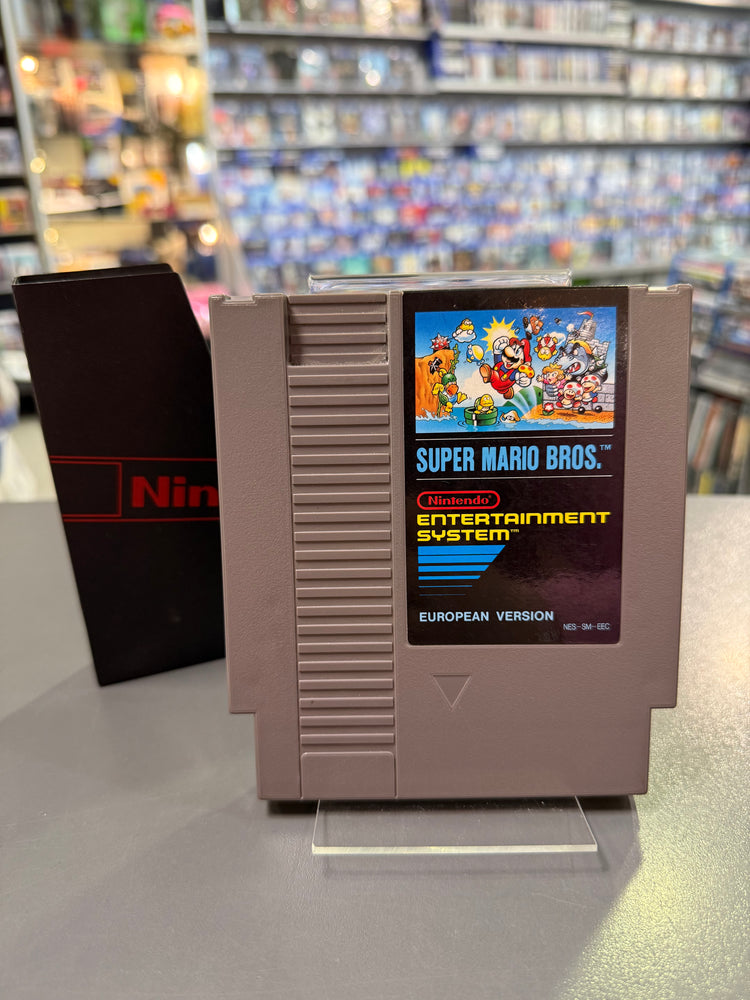 SUPER MARIO BROS.™
Nintendo
ENTERTAINMENT
SYSTEM™
EUROPEAN VERSION
NES-SM-EEC
Nin